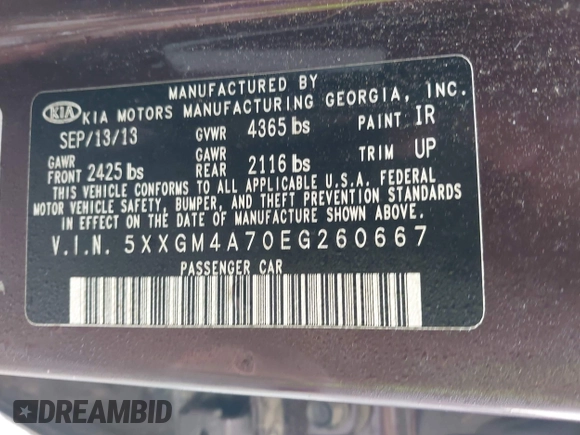 MANUFACTURED BY
KIA KIA MOTORS MANUFACTURING GEORGIA, INC.
SEP/13/13 GVWR 4365 lbs PAINT IR
GAWR FRONT 2425 lbs GAWR REAR 2116 lbs TRIM UP
THIS VEHICLE CONFORMS TO ALL APPLICABLE U.S.A. FEDERAL
MOTOR VEHICLE SAFETY, BUMPER, AND THEFT PREVENTION STANDARDS
IN EFFECT ON THE DATE OF MANUFACTURE SHOWN ABOVE.
V.I.N. 5XXGM4A70EG260667
PASSENGER CAR
DREAMBID